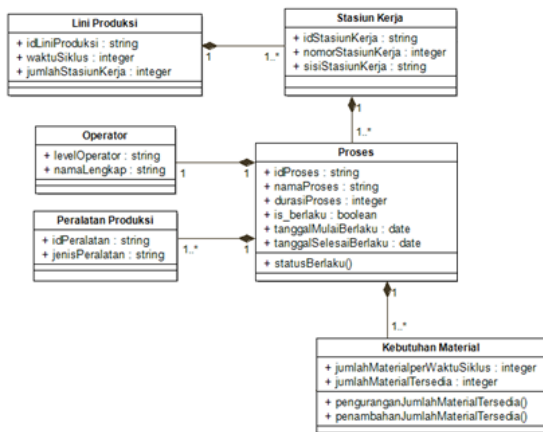 Lini Produksi
+ idLiniProduksi : string
+ waktuSiklus : integer
+ jumlahStasiunKerja : integer
1
1..*
Stasiun Kerja
+ idStasiunKerja : string
+ nomorStasiunKerja : integer
+ sisiStasiunKerja : string
1
1..*
Operator
+ levelOperator : string
+ namaLengkap : string
1
1
Proses
+ idProses : string
+ namaProses : string
+ durasiProses : integer
+ is_berlaku : boolean
+ tanggalMulaiBerlaku : date
+ tanggalSelesaiBerlaku : date
+ statusBerlaku()
Peralatan Produksi
+ idPeralatan : string
+ jenisPeralatan : string
1..*
1
1
1..*
Kebutuhan Material
+ jumlahMaterialperWaktuSiklus : integer
+ jumlahMaterialTersedia : integer
+ penguranganJumlahMaterialTersedia()
+ penambahanJumlahMaterialTersedia()